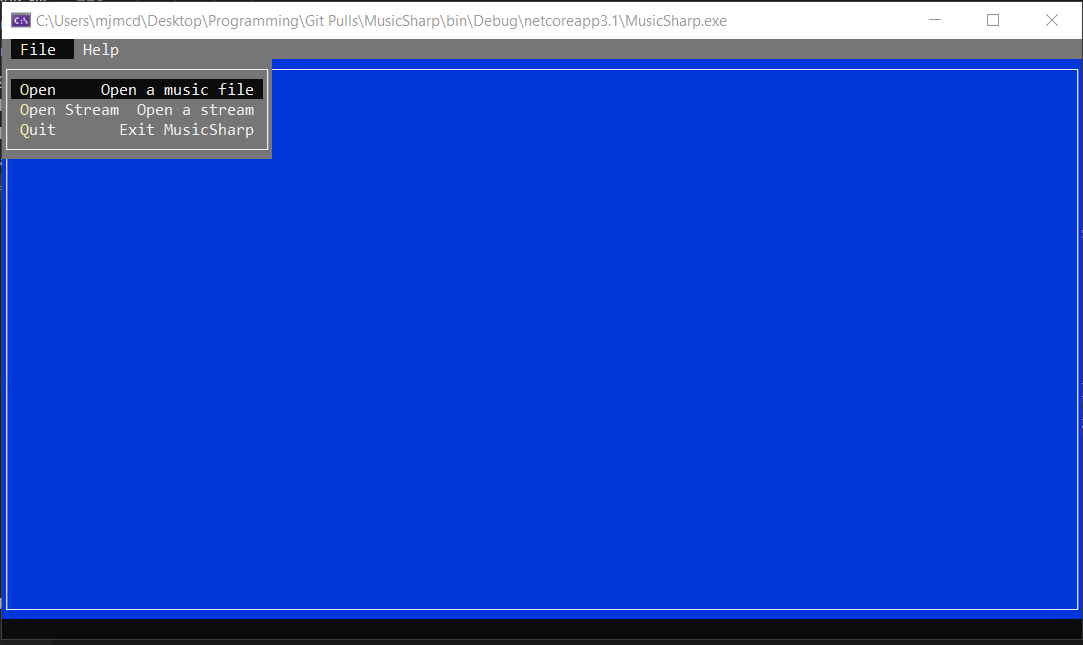 C:\Users\mjmcd\Desktop\Programming\Git Pulls\MusicSharp\bin\Debug\netcoreapp3.1\MusicSharp.exe
File Help
Open Open a music file
Open Stream Open a stream
Quit Exit MusicSharp